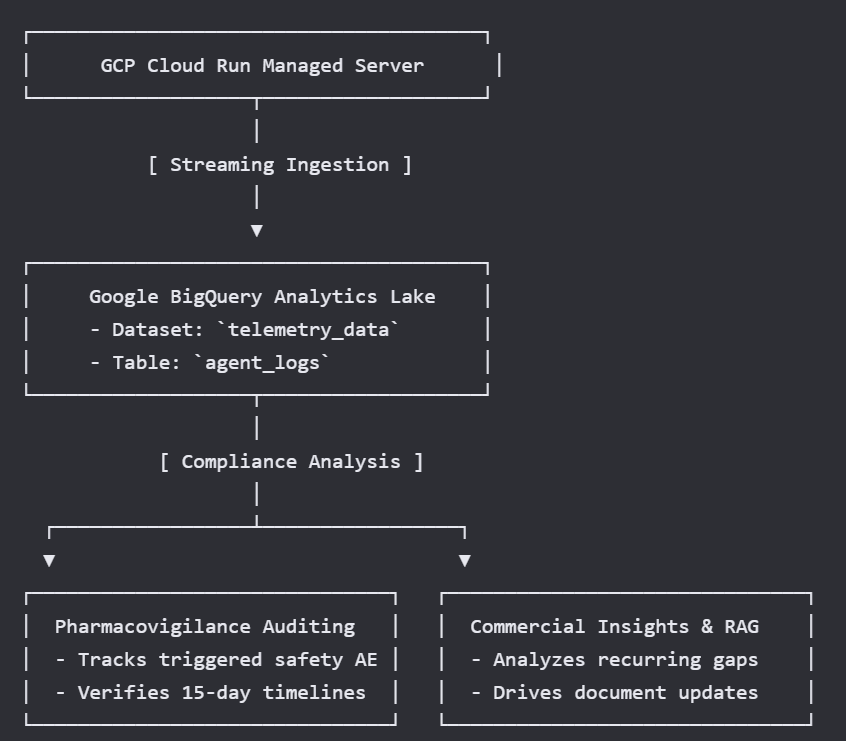 GCP Cloud Run Managed Server
[ Streaming Ingestion ]
Google BigQuery Analytics Lake
- Dataset: `telemetry_data`
- Table: `agent_logs`
[ Compliance Analysis ]
Pharmacovigilance Auditing
- Tracks triggered safety AE
- Verifies 15-day timelines
Commercial Insights & RAG
- Analyzes recurring gaps
- Drives document updates